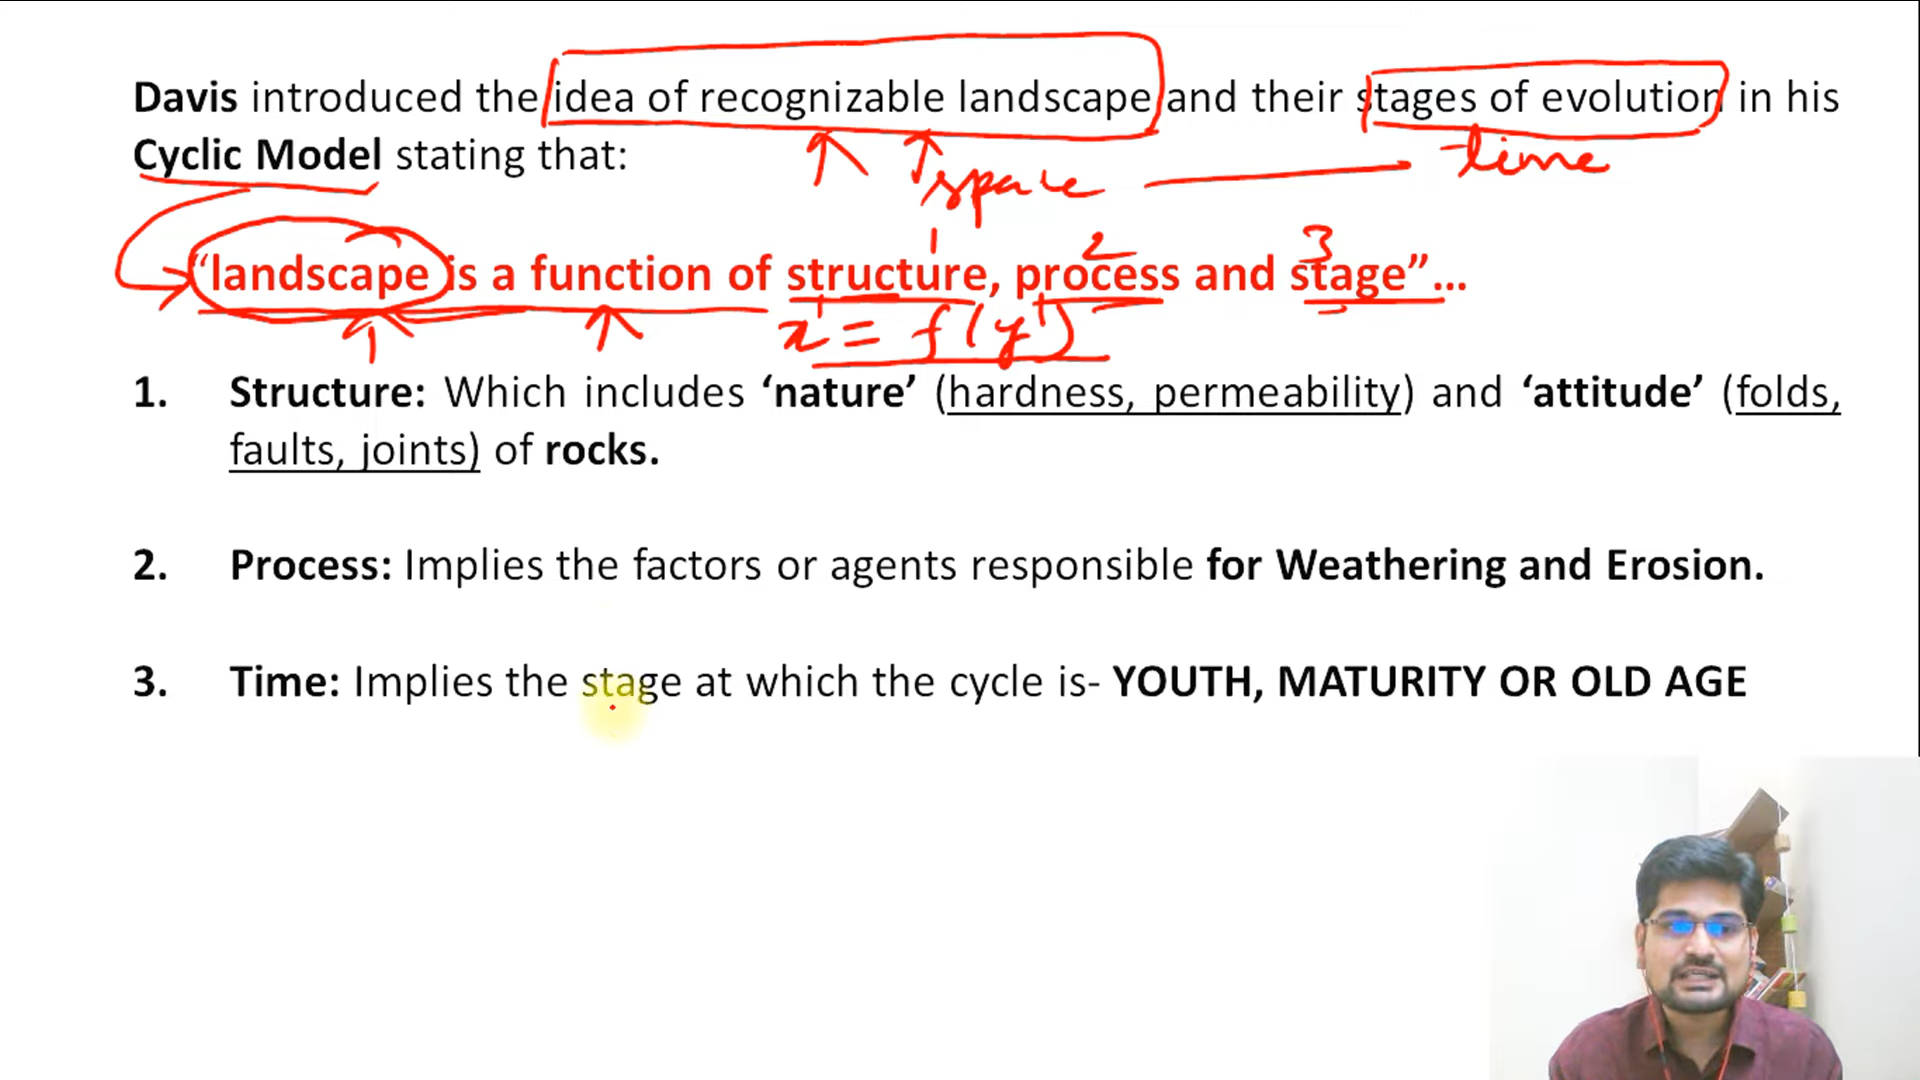 Davis introduced the idea of recognizable landscape and their stages of evolution in his
Cyclic Model stating that:
time
space
1 2 3
“landscape is a function of structure, process and stage”...
x = f(y)
1. Structure: Which includes ‘nature’ (hardness, permeability) and ‘attitude’ (folds,
faults, joints) of rocks.
2. Process: Implies the factors or agents responsible for Weathering and Erosion.
3. Time: Implies the stage at which the cycle is- YOUTH, MATURITY OR OLD AGE